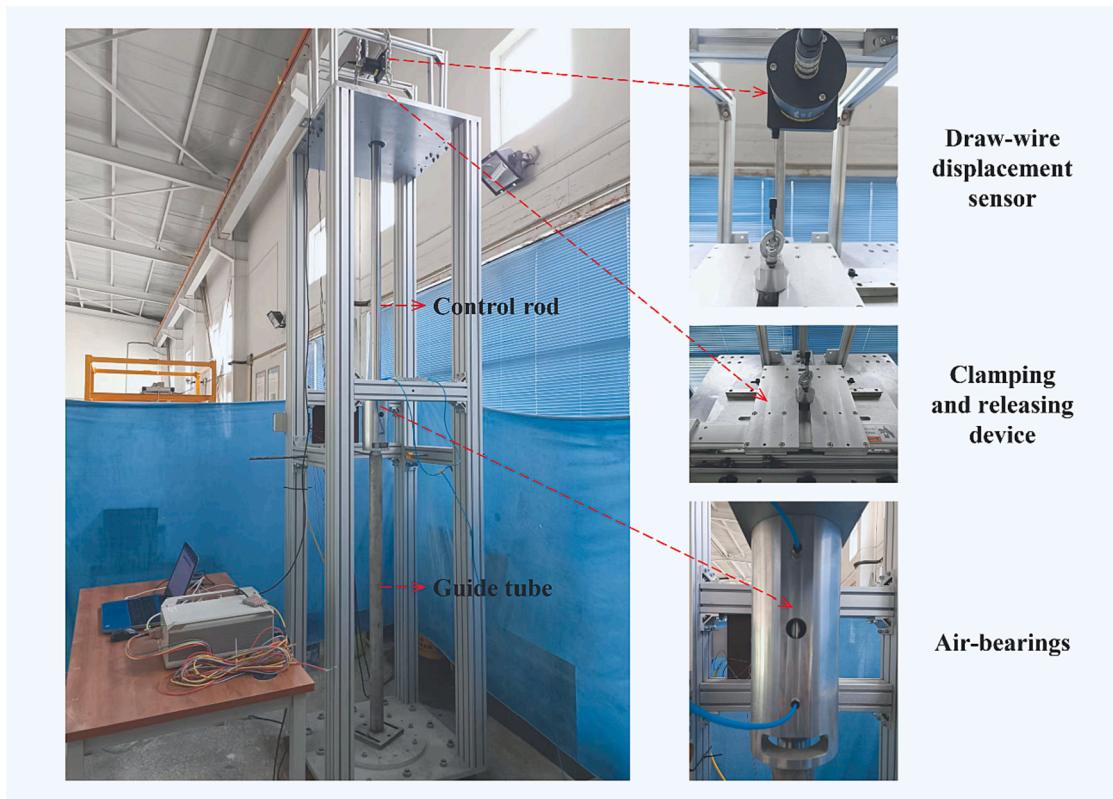 Draw-wire
displacement
sensor
Control rod
Clamping
and releasing
device
Guide tube
Air-bearings